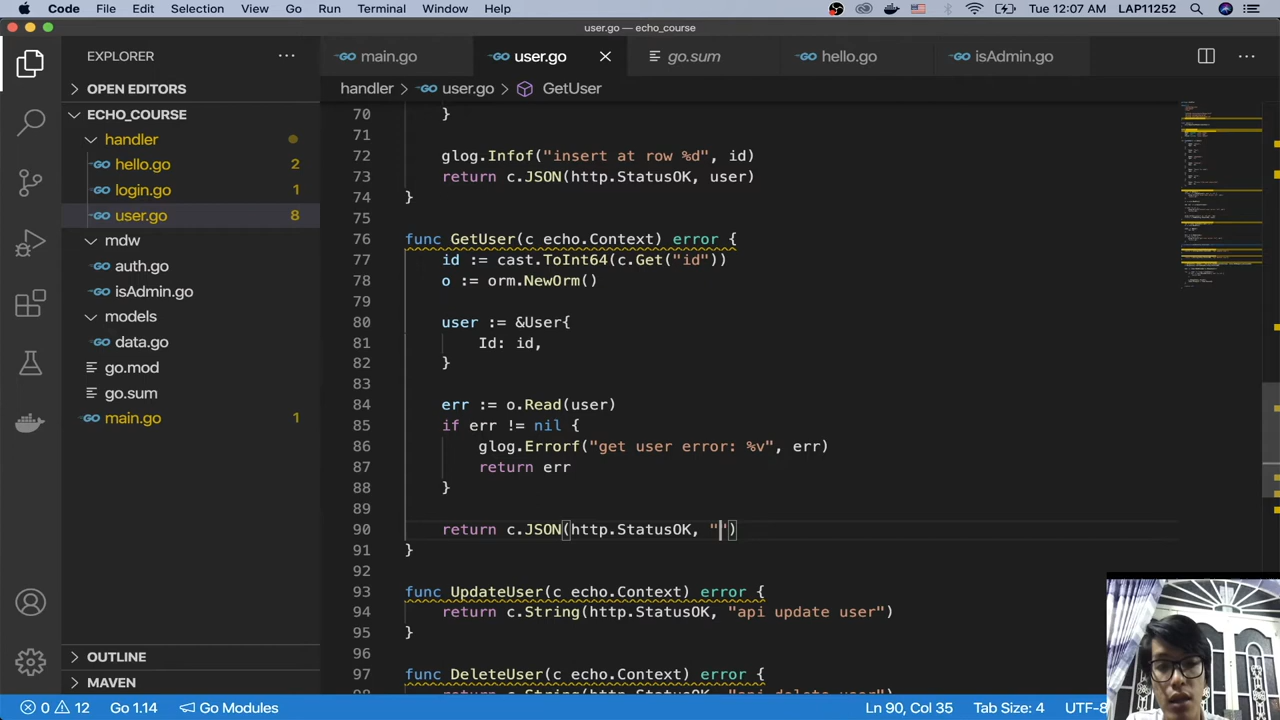 Code File Edit Selection View Go Run Terminal Window Help Tue 12:07 AM LAP11252
user.go — echo_course
EXPLORER
main.go user.go go.sum hello.go isAdmin.go
handler > user.go > GetUser
OPEN EDITORS
ECHO_COURSE
handler
hello.go 2
login.go 1
user.go 8
mdw
auth.go
isAdmin.go
models
data.go
go.mod
go.sum
main.go 1
OUTLINE
MAVEN
70 }
71
72 glog.Infof("insert at row %d", id)
73 return c.JSON(http.StatusOK, user)
74 }
75
76 func GetUser(c echo.Context) error {
77 id := cast.ToInt64(c.Get("id"))
78 o := orm.NewOrm()
79
80 user := &User{
81 Id: id,
82 }
83
84 err := o.Read(user)
85 if err != nil {
86 glog.Errorf("get user error: %v", err)
87 return err
88 }
89
90 return c.JSON(http.StatusOK, "")
91 }
92
93 func UpdateUser(c echo.Context) error {
94 return c.String(http.StatusOK, "api update user")
95 }
96
97 func DeleteUser(c echo.Context) error {
98 return c.String(http.StatusOK, "api delete user")
0 12 Go 1.14 Go Modules Ln 90, Col 35 Tab Size: 4 UTF-8